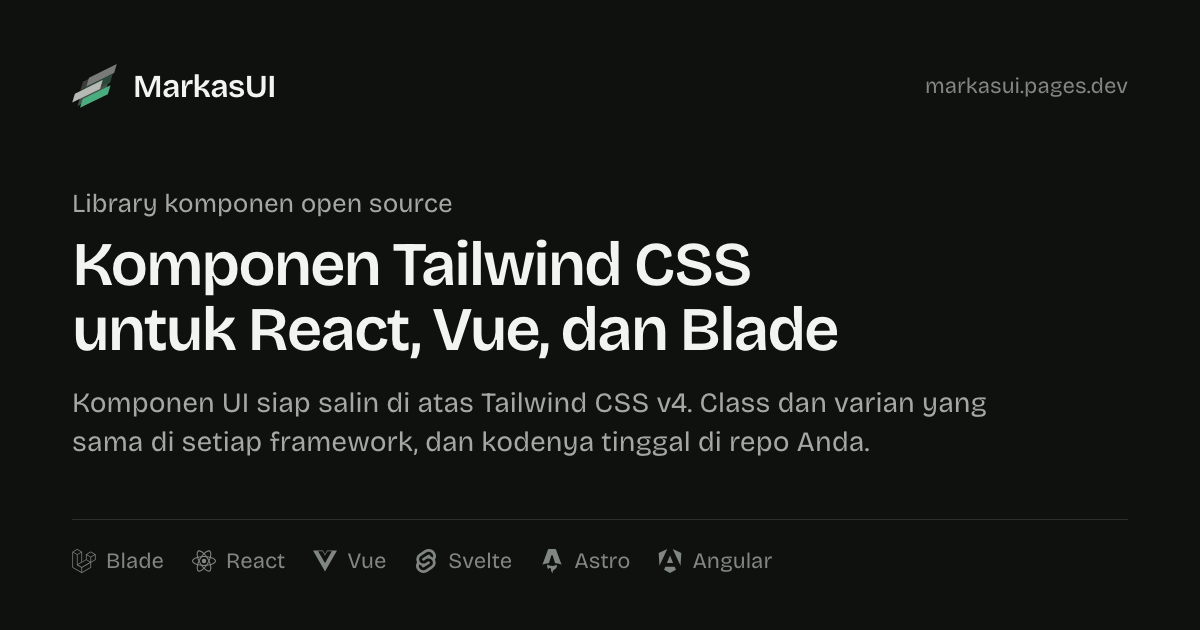 MarkasUI
markasui.pages.dev
Library komponen open source
Komponen Tailwind CSS
untuk React, Vue, dan Blade
Komponen UI siap salin di atas Tailwind CSS v4. Class dan varian yang
sama di setiap framework, dan kodenya tinggal di repo Anda.
Blade React Vue Svelte Astro Angular